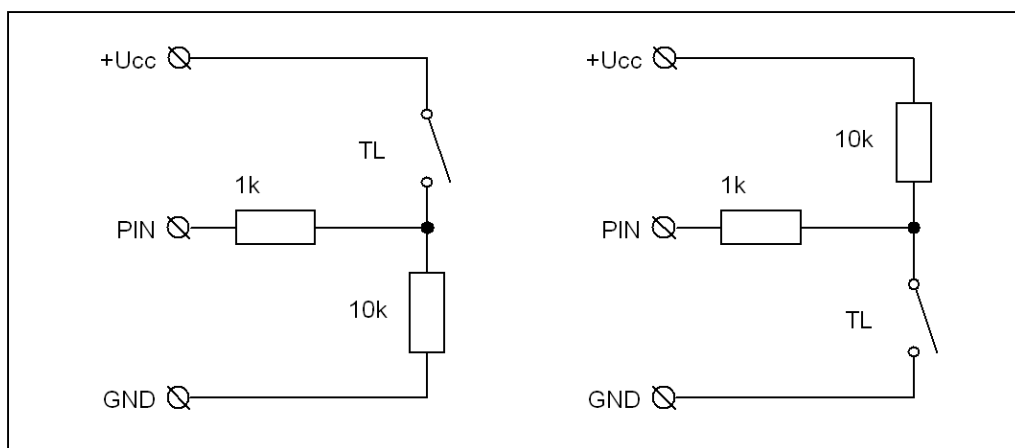 +Ucc
TL
1k
PIN
10k
GND
+Ucc
10k
1k
PIN
TL
GND